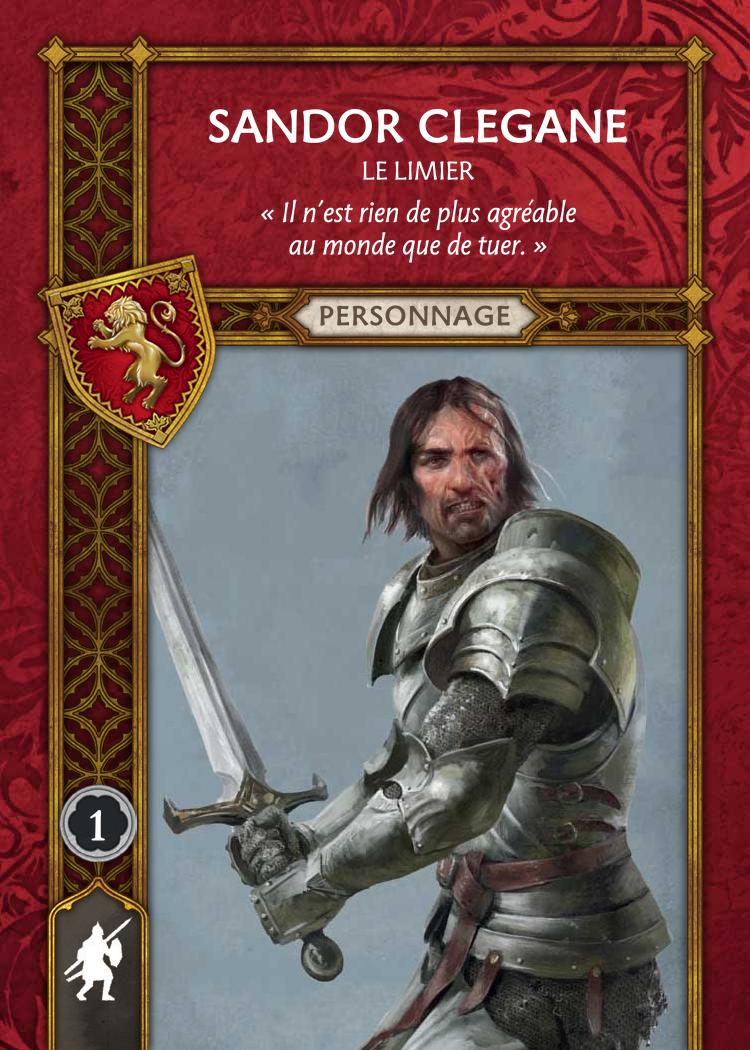 SANDOR CLEGANE
LE LIMIER
« Il n’est rien de plus agréable
au monde que de tuer. »
PERSONNAGE
1